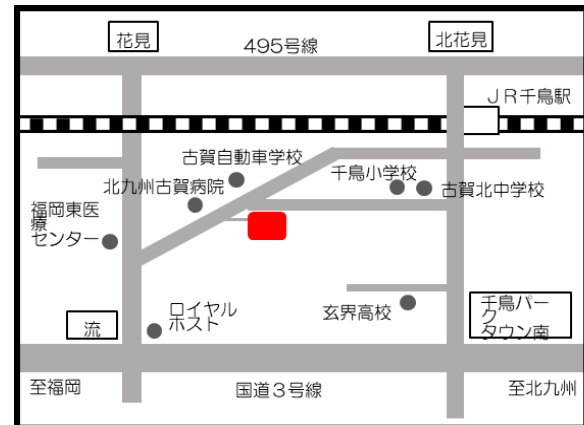 花見
495号線
北花見
ＪＲ千鳥駅
古賀自動車学校
千鳥小学校
北九州古賀病院
古賀北中学校
福岡東医
療
センター
ロイヤル
ホスト
玄界高校
千鳥パー
ク
タウン南
流
至福岡
国道３号線
至北九州